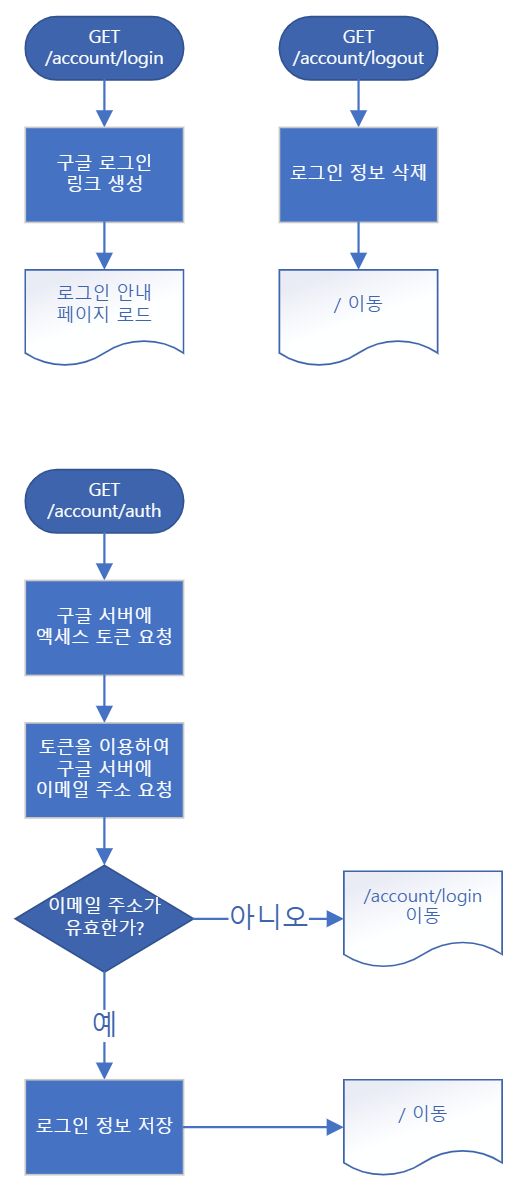 GET
/account/login
구글 로그인
링크 생성
로그인 안내
페이지 로드
GET
/account/logout
로그인 정보 삭제
/ 이동
GET
/account/auth
구글 서버에
엑세스 토큰 요청
토큰을 이용하여
구글 서버에
이메일 주소 요청
이메일 주소가
유효한가?
아니오
/account/login
이동
예
로그인 정보 저장
/ 이동